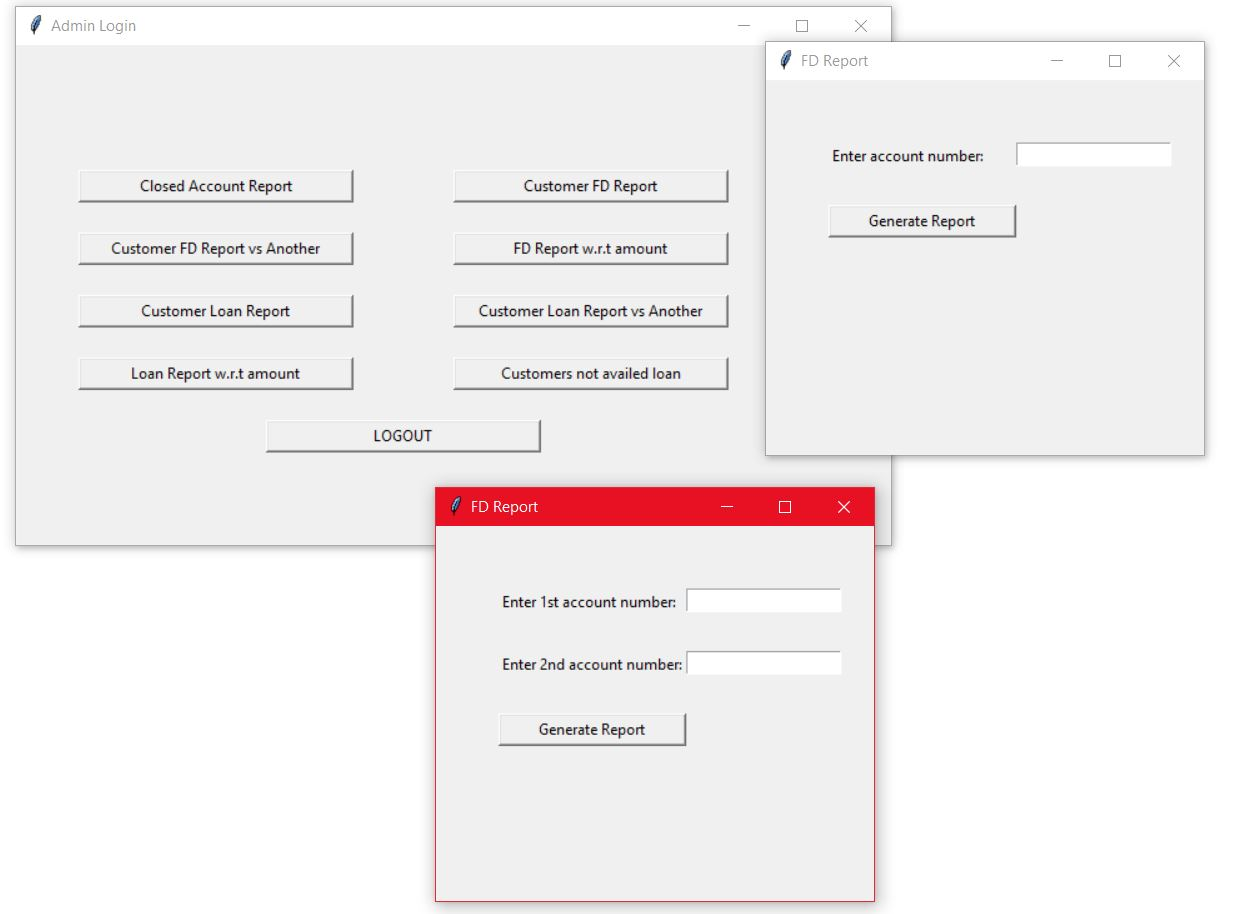 Admin Login
Closed Account Report
Customer FD Report
Customer FD Report vs Another
FD Report w.r.t amount
Customer Loan Report
Customer Loan Report vs Another
Loan Report w.r.t amount
Customers not availed loan
LOGOUT
FD Report
Enter account number:
Generate Report
FD Report
Enter 1st account number:
Enter 2nd account number:
Generate Report